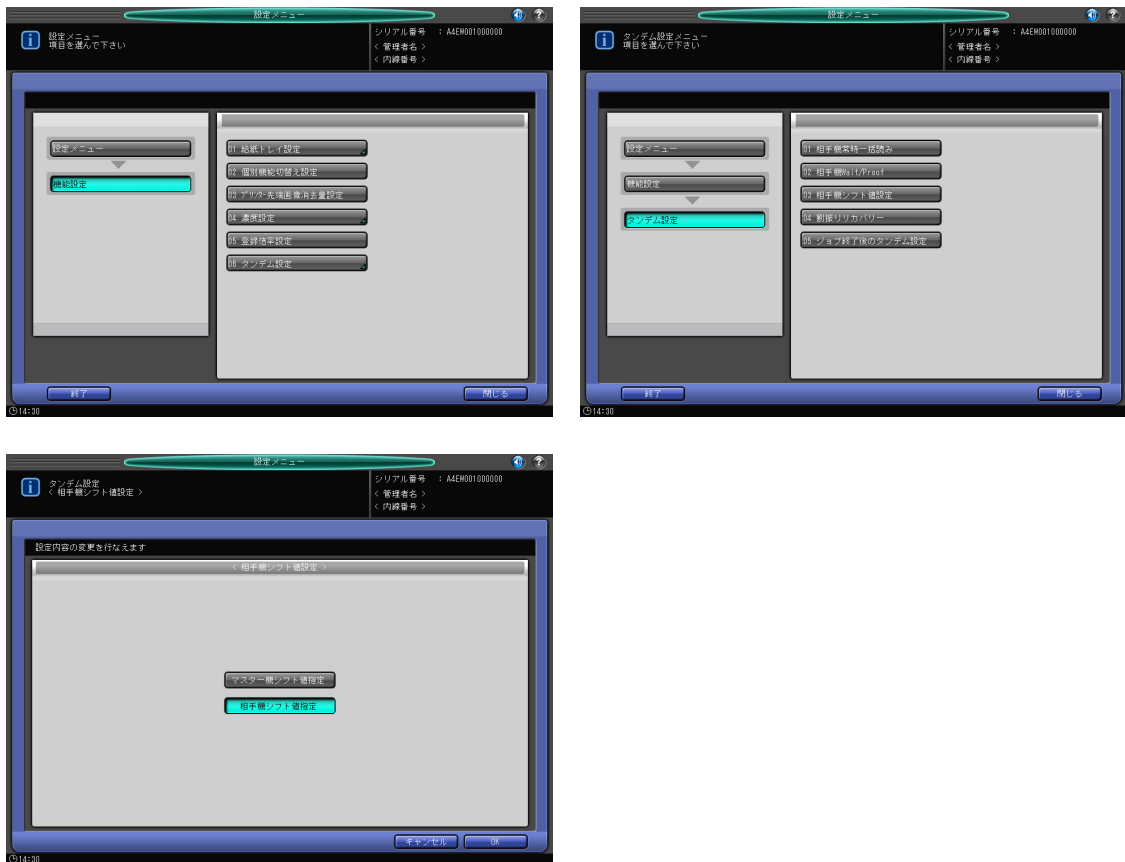 設定メニュー
設定メニュー
項目を選んで下さい
シリアル番号 : A4EW001000000
< 管理者名 >
< 内線番号 >
設定メニュー
機能設定
01 給紙トレイ設定
02 個別機能切替え設定
03 プリンター先端画像消去量設定
04 濃度設定
05 登録倍率設定
06 タンデム設定
終了
閉じる
14:30
設定メニュー
タンデム設定メニュー
項目を選んで下さい
シリアル番号 : A4EW001000000
< 管理者名 >
< 内線番号 >
設定メニュー
機能設定
タンデム設定
01 相手機常時一括読み
02 相手機Wait/Proof
03 相手機シフト値設定
04 割振りリカバリー
05 ジョブ終了後のタンデム設定
終了
閉じる
14:30
設定メニュー
タンデム設定
< 相手機シフト値設定 >
シリアル番号 : A4EW001000000
< 管理者名 >
< 内線番号 >
設定内容の変更を行なえます
< 相手機シフト値設定 >
マスター機シフト値指定
相手機シフト値指定
キャンセル
OK
14:30